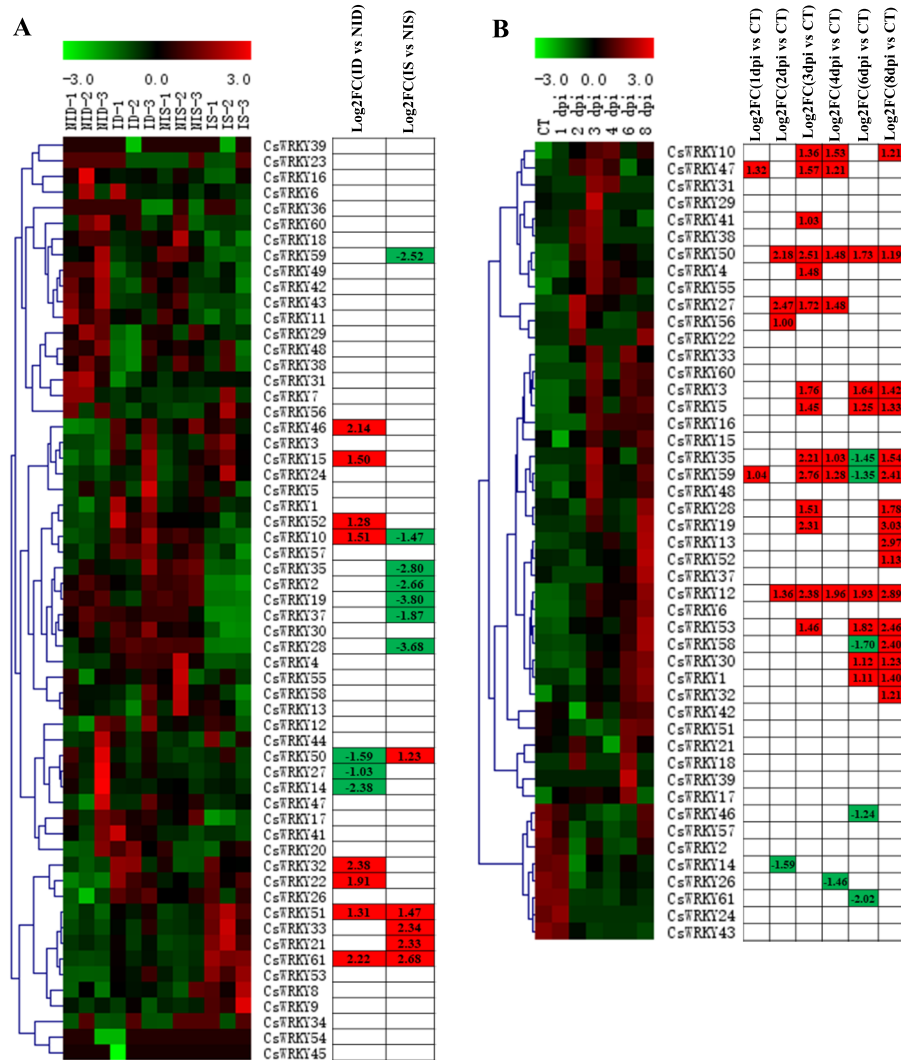 A
-3.0 0.0 3.0
NID-1 NID-2 NID-3 ID-1 ID-2 ID-3 NIS-1 NIS-2 NIS-3 IS-1 IS-2 IS-3
Log2FC(ID vs NID) Log2FC(IS vs NIS)
CsWRKY39
CsWRKY23
CsWRKY16
CsWRKY6
CsWRKY36
CsWRKY60
CsWRKY18
CsWRKY59 -2.52
CsWRKY49
CsWRKY42
CsWRKY43
CsWRKY11
CsWRKY29
CsWRKY48
CsWRKY38
CsWRKY31
CsWRKY7
CsWRKY56
CsWRKY46 2.14
CsWRKY3
CsWRKY15 1.50
CsWRKY24
CsWRKY5
CsWRKY1
CsWRKY52 1.28
CsWRKY10 1.51 -1.47
CsWRKY57
CsWRKY35 -2.80
CsWRKY2 -2.66
CsWRKY19 -3.80
CsWRKY37 -1.87
CsWRKY30
CsWRKY28 -3.68
CsWRKY4
CsWRKY55
CsWRKY58
CsWRKY13
CsWRKY12
CsWRKY44
CsWRKY50 -1.59 1.23
CsWRKY27 -1.03
CsWRKY14 -2.38
CsWRKY47
CsWRKY17
CsWRKY41
CsWRKY20
CsWRKY32 2.38
CsWRKY22 1.91
CsWRKY26
CsWRKY51 1.31 1.47
CsWRKY33 2.34
CsWRKY21 2.33
CsWRKY61 2.22 2.68
CsWRKY53
CsWRKY8
CsWRKY9
CsWRKY34
CsWRKY54
CsWRKY45
B
-3.0 0.0 3.0
CT 1 dpi 2 dpi 3 dpi 4 dpi 6 dpi 8 dpi
Log2FC(1dpi vs CT) Log2FC(2dpi vs CT) Log2FC(3dpi vs CT) Log2FC(4dpi vs CT) Log2FC(6dpi vs CT) Log2FC(8dpi vs CT)
CsWRKY10 1.36 1.53 1.21
CsWRKY47 1.32 1.57 1.21
CsWRKY31
CsWRKY29
CsWRKY41 1.03
CsWRKY38
CsWRKY50 2.18 2.51 1.48 1.73 1.19
CsWRKY4 1.48
CsWRKY55
CsWRKY27 2.47 1.72 1.48
CsWRKY56 1.00
CsWRKY22
CsWRKY33
CsWRKY60
CsWRKY3 1.76 1.64 1.42
CsWRKY5 1.45 1.25 1.33
CsWRKY16
CsWRKY15
CsWRKY35 2.21 1.03 -1.45 1.54
CsWRKY59 1.04 2.76 1.28 -1.35 2.41
CsWRKY48
CsWRKY28 1.51 1.78
CsWRKY19 2.31 3.03
CsWRKY13 2.97
CsWRKY52 1.13
CsWRKY37
CsWRKY12 1.36 2.38 1.96 1.93 2.89
CsWRKY6
CsWRKY53 1.46 1.82 2.46
CsWRKY58 -1.70 2.40
CsWRKY30 1.12 1.23
CsWRKY1 1.11 1.40
CsWRKY32 1.21
CsWRKY42
CsWRKY51
CsWRKY21
CsWRKY18
CsWRKY39
CsWRKY17
CsWRKY46 -1.24
CsWRKY57
CsWRKY2
CsWRKY14 -1.59
CsWRKY26 -1.46
CsWRKY61 -2.02
CsWRKY24
CsWRKY43